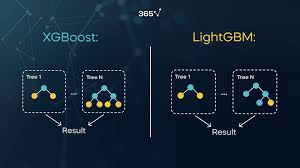 365√
XGBoost:
LightGBM:
Tree 1
Tree N
Tree 1
Tree N
...
...
Result
Result